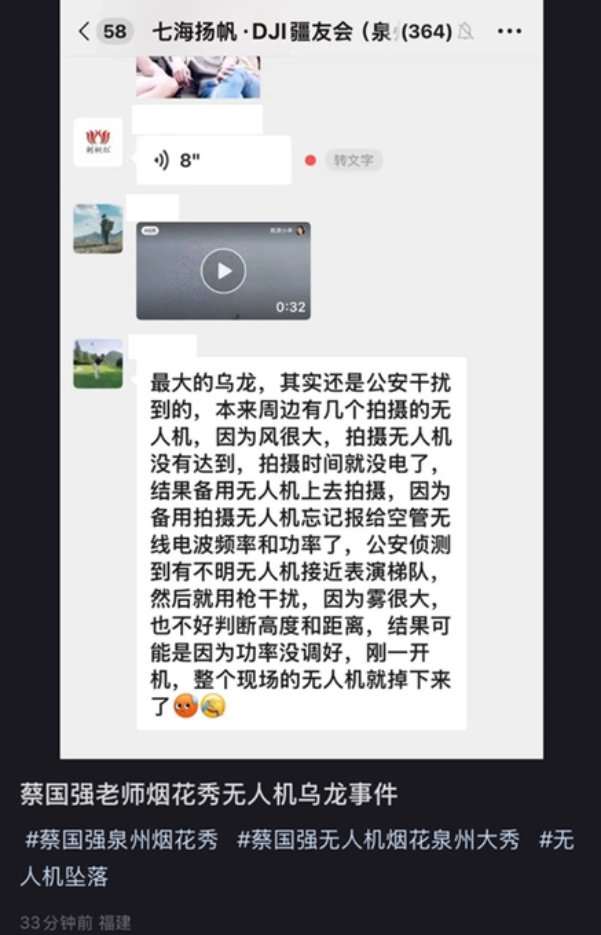 58
七海扬帆·DJI疆友会（泉 (364)
8"
转文字
0:32
最大的乌龙，其实还是公安干扰
到的，本来周边有几个拍摄的无
人机，因为风很大，拍摄无人机
没有达到，拍摄时间就没电了，
结果备用无人机上去拍摄，因为
备用拍摄无人机忘记报给空管无
线电波频率和功率了，公安侦测
到有不明无人机接近表演梯队，
然后就用枪干扰，因为雾很大，
也不好判断高度和距离，结果可
能是因为功率没调好，刚一开
机，整个现场的无人机就掉下来
了
蔡国强老师烟花秀无人机乌龙事件
#蔡国强泉州烟花秀 #蔡国强无人机烟花泉州大秀 #无
人机坠落
33分钟前 福建